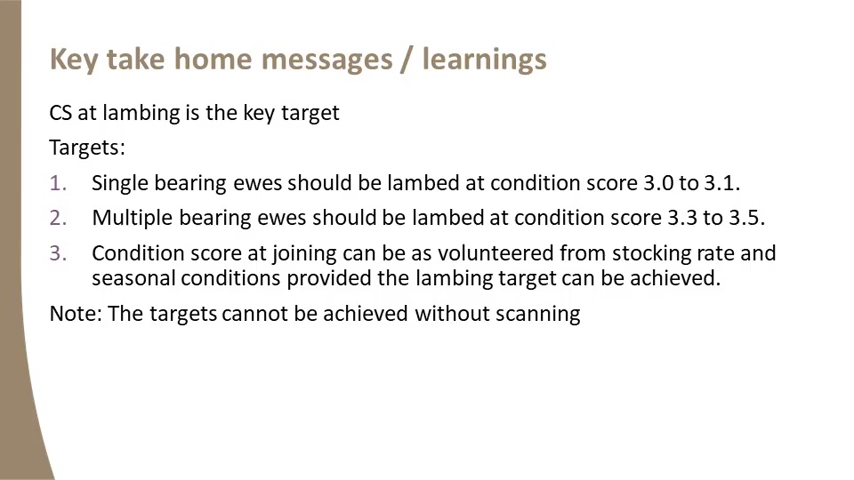 Key take home messages / learnings
CS at lambing is the key target
Targets:
1. Single bearing ewes should be lambed at condition score 3.0 to 3.1.
2. Multiple bearing ewes should be lambed at condition score 3.3 to 3.5.
3. Condition score at joining can be as volunteered from stocking rate and
seasonal conditions provided the lambing target can be achieved.
Note: The targets cannot be achieved without scanning